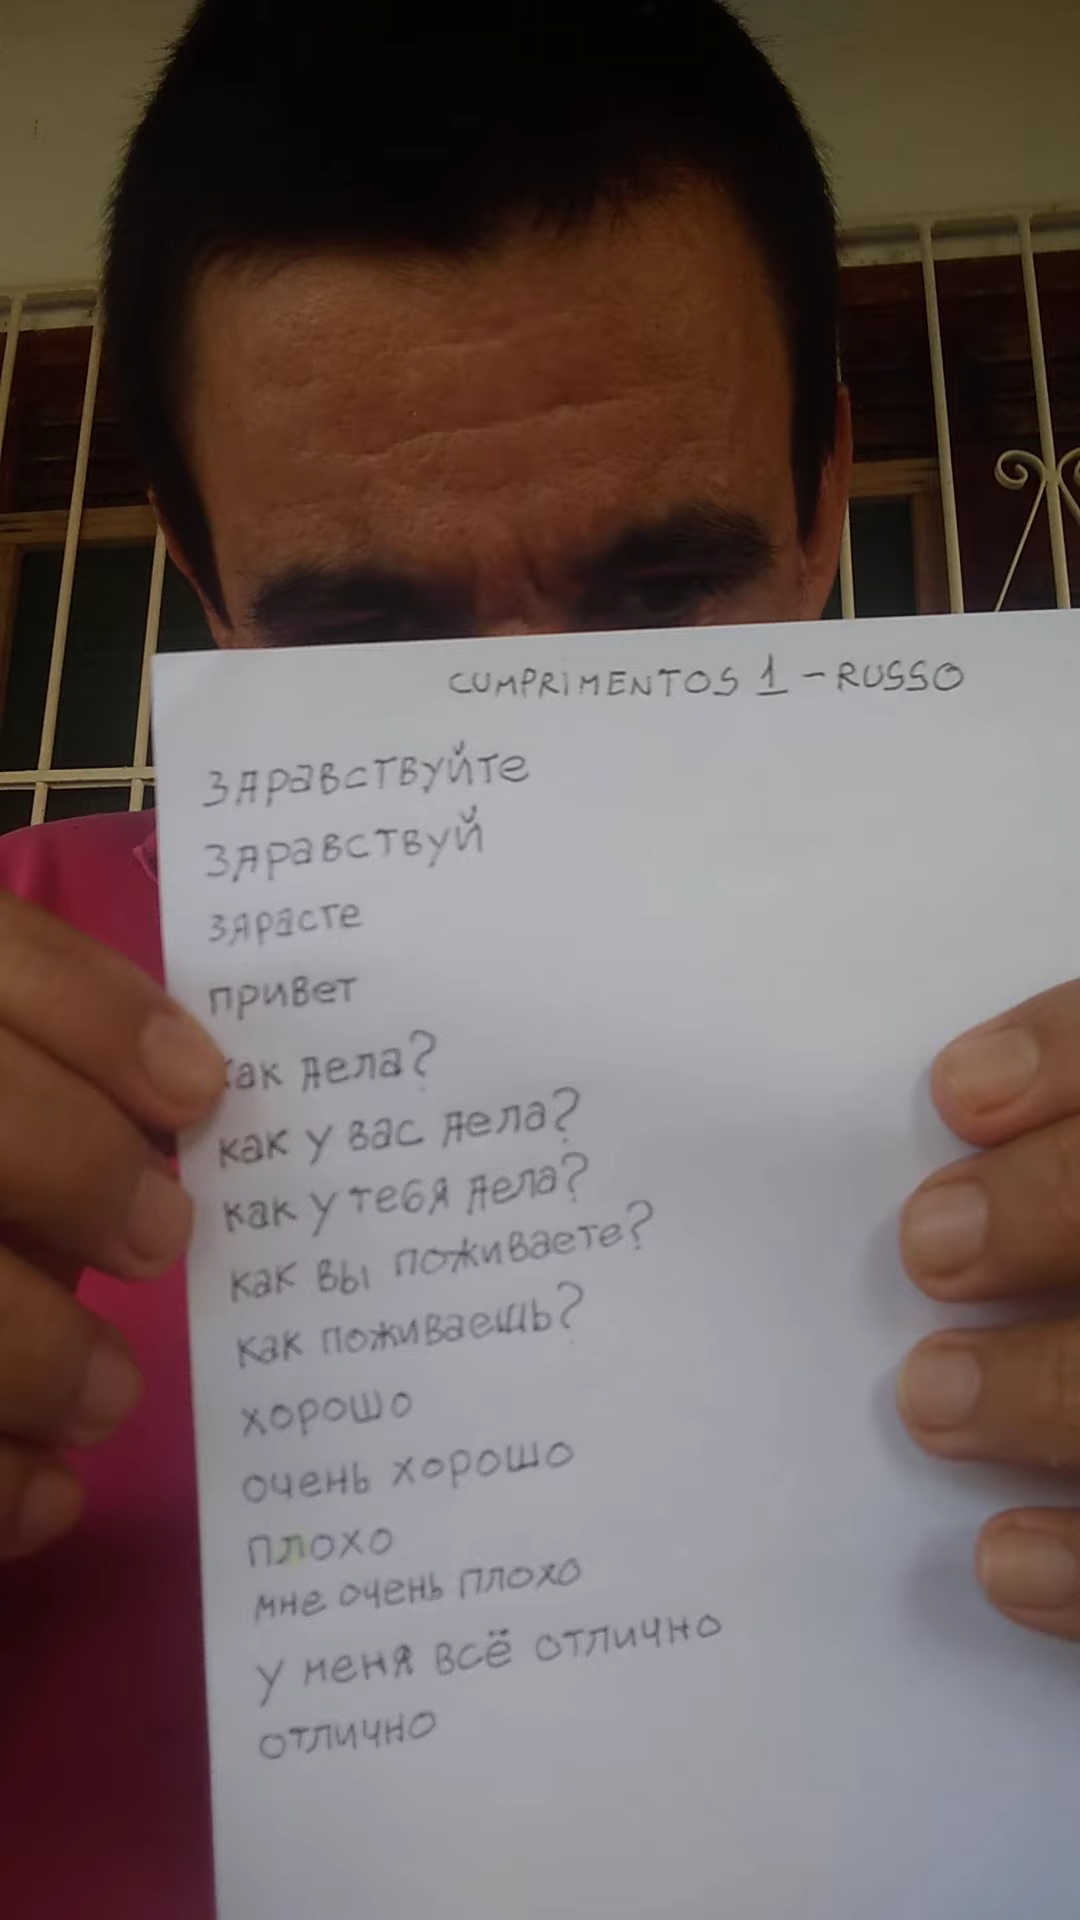 CUMPRIMENTOS 1 - RUSSO
здравствуйте
здравствуй
здрасте
привет
как дела?
как у вас дела?
как у тебя дела?
как вы поживаете?
как поживаешь?
хорошо
очень хорошо
плохо
мне очень плохо
у меня всё отлично
отлично